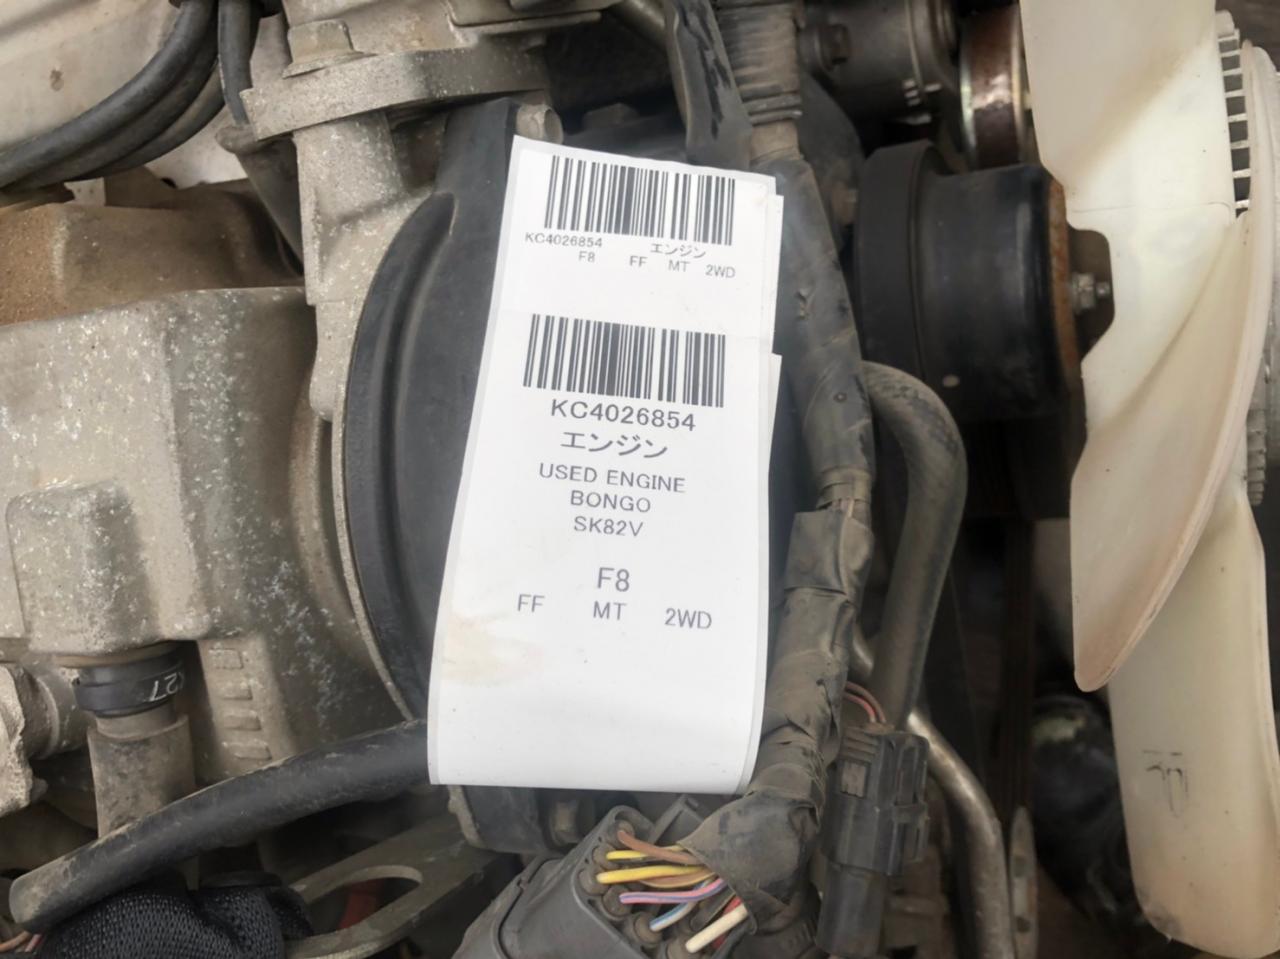 KC4026854 エンジン
F8 FF MT 2WD
KC4026854
エンジン
USED ENGINE
BONGO
SK82V
F8
FF MT 2WD